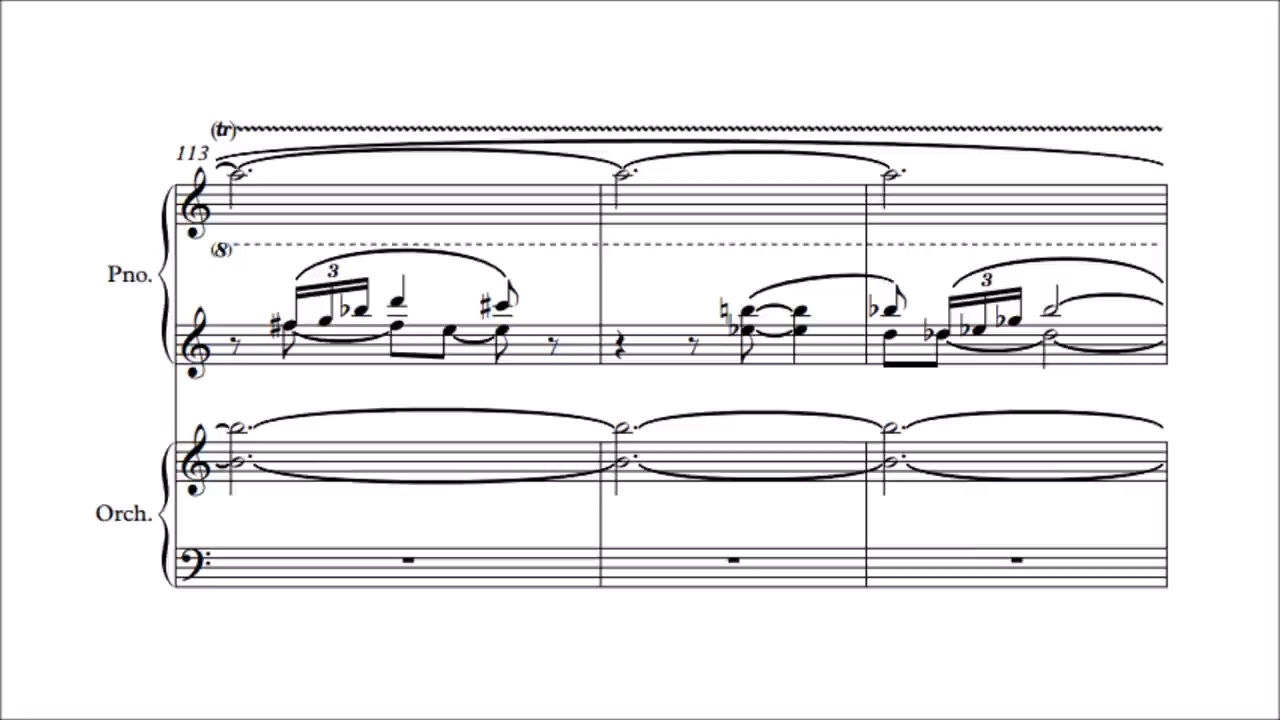 (tr)
113
(8)
3
3
Pno.
Orch.